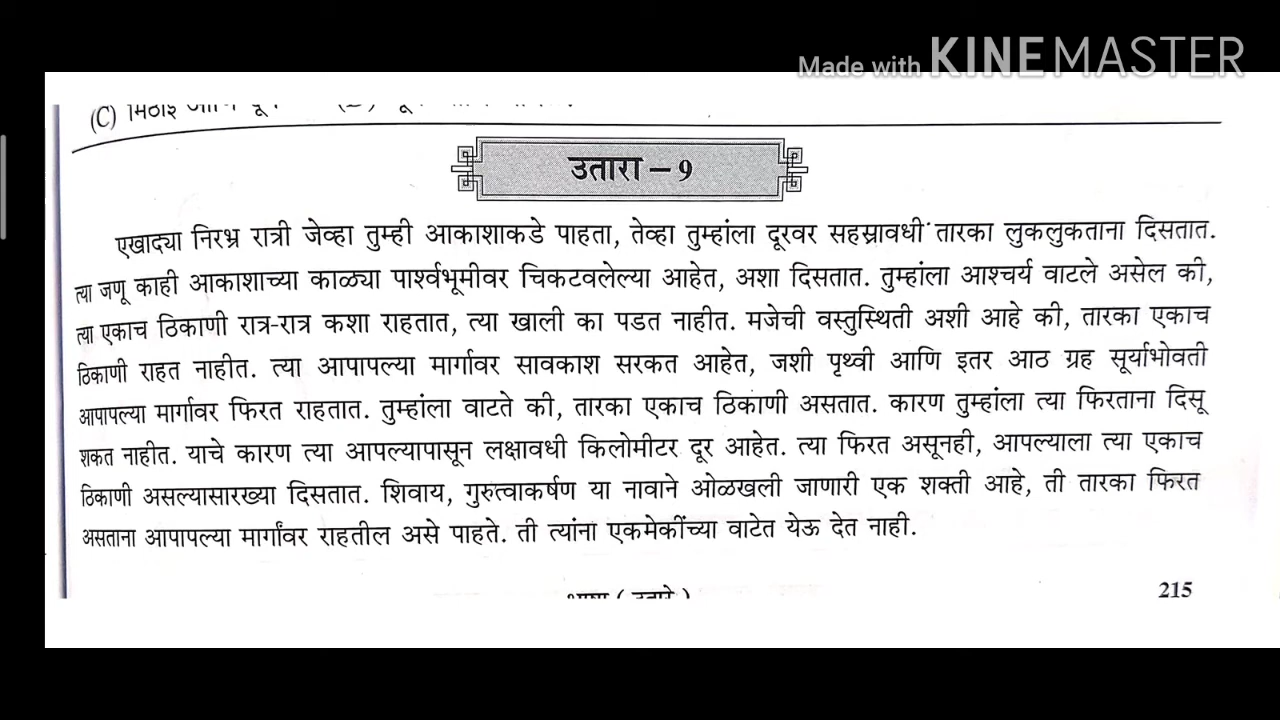 Made with KINEMASTER
(C) मिठाई आणि
उतारा – 9
एखाद्या निरभ्र रात्री जेव्हा तुम्ही आकाशाकडे पाहता, तेव्हा तुम्हांला दूरवर सहस्रावधी तारका लुकलुकताना दिसतात.
त्या जणू काही आकाशाच्या काळ्या पार्श्वभूमीवर चिकटवलेल्या आहेत, अशा दिसतात. तुम्हांला आश्चर्य वाटले असेल की,
त्या एकाच ठिकाणी रात्र-रात्र कशा राहतात, त्या खाली का पडत नाहीत. मजेची वस्तुस्थिती अशी आहे की, तारका एकाच
ठिकाणी राहत नाहीत. त्या आपापल्या मार्गावर सावकाश सरकत आहेत, जशी पृथ्वी आणि इतर आठ ग्रह सूर्याभोवती
आपापल्या मार्गावर फिरत राहतात. तुम्हांला वाटते की, तारका एकाच ठिकाणी असतात. कारण तुम्हांला त्या फिरताना दिसू
शकत नाहीत. याचे कारण त्या आपल्यापासून लक्षावधी किलोमीटर दूर आहेत. त्या फिरत असूनही, आपल्याला त्या एकाच
ठिकाणी असल्यासारख्या दिसतात. शिवाय, गुरुत्वाकर्षण या नावाने ओळखली जाणारी एक शक्ती आहे, ती तारका फिरत
असताना आपापल्या मार्गांवर राहतील असे पाहते. ती त्यांना एकमेकींच्या वाटेत येऊ देत नाही.
भाषा ( उतारे )
215